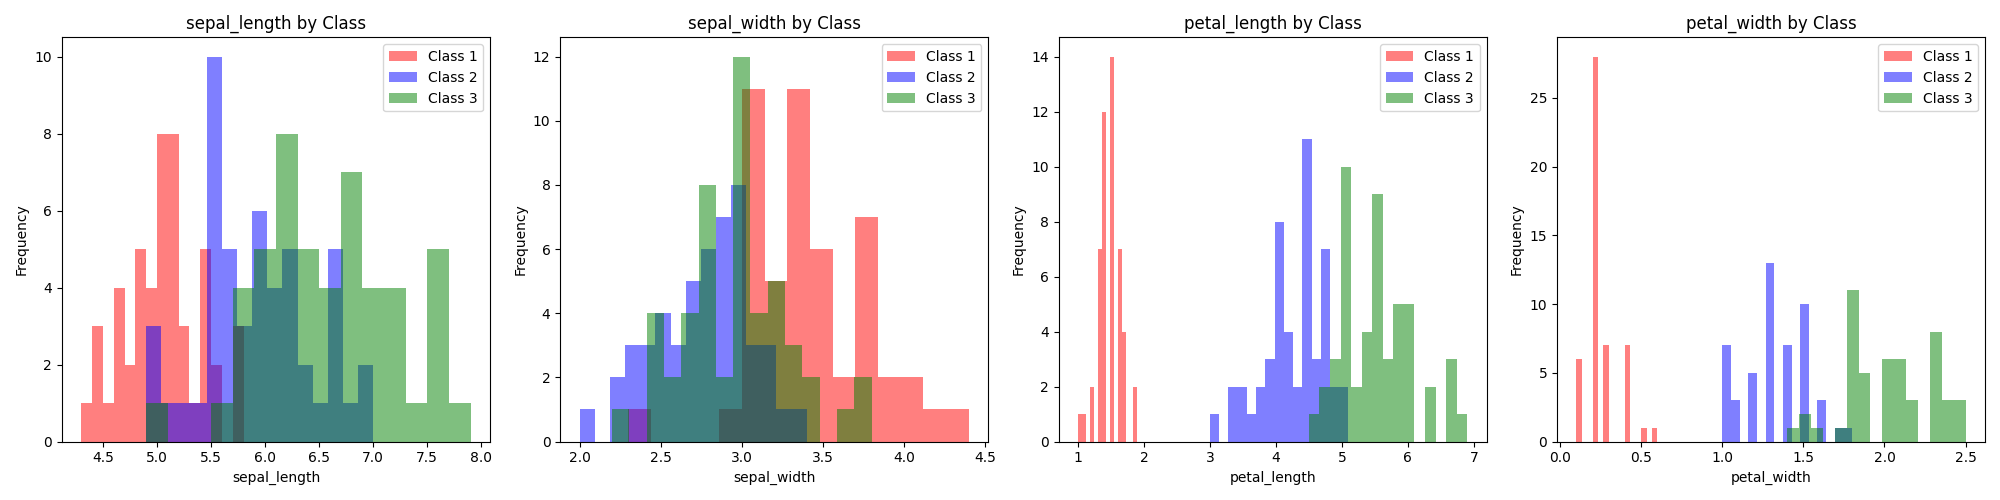 sepal_length by Class
Frequency
10
8
6
4
2
0
4.5 5.0 5.5 6.0 6.5 7.0 7.5 8.0
sepal_length
Class 1
Class 2
Class 3
sepal_width by Class
Frequency
12
10
8
6
4
2
0
2.0 2.5 3.0 3.5 4.0 4.5
sepal_width
Class 1
Class 2
Class 3
petal_length by Class
Frequency
14
12
10
8
6
4
2
0
1 2 3 4 5 6 7
petal_length
Class 1
Class 2
Class 3
petal_width by Class
Frequency
25
20
15
10
5
0
0.0 0.5 1.0 1.5 2.0 2.5
petal_width
Class 1
Class 2
Class 3